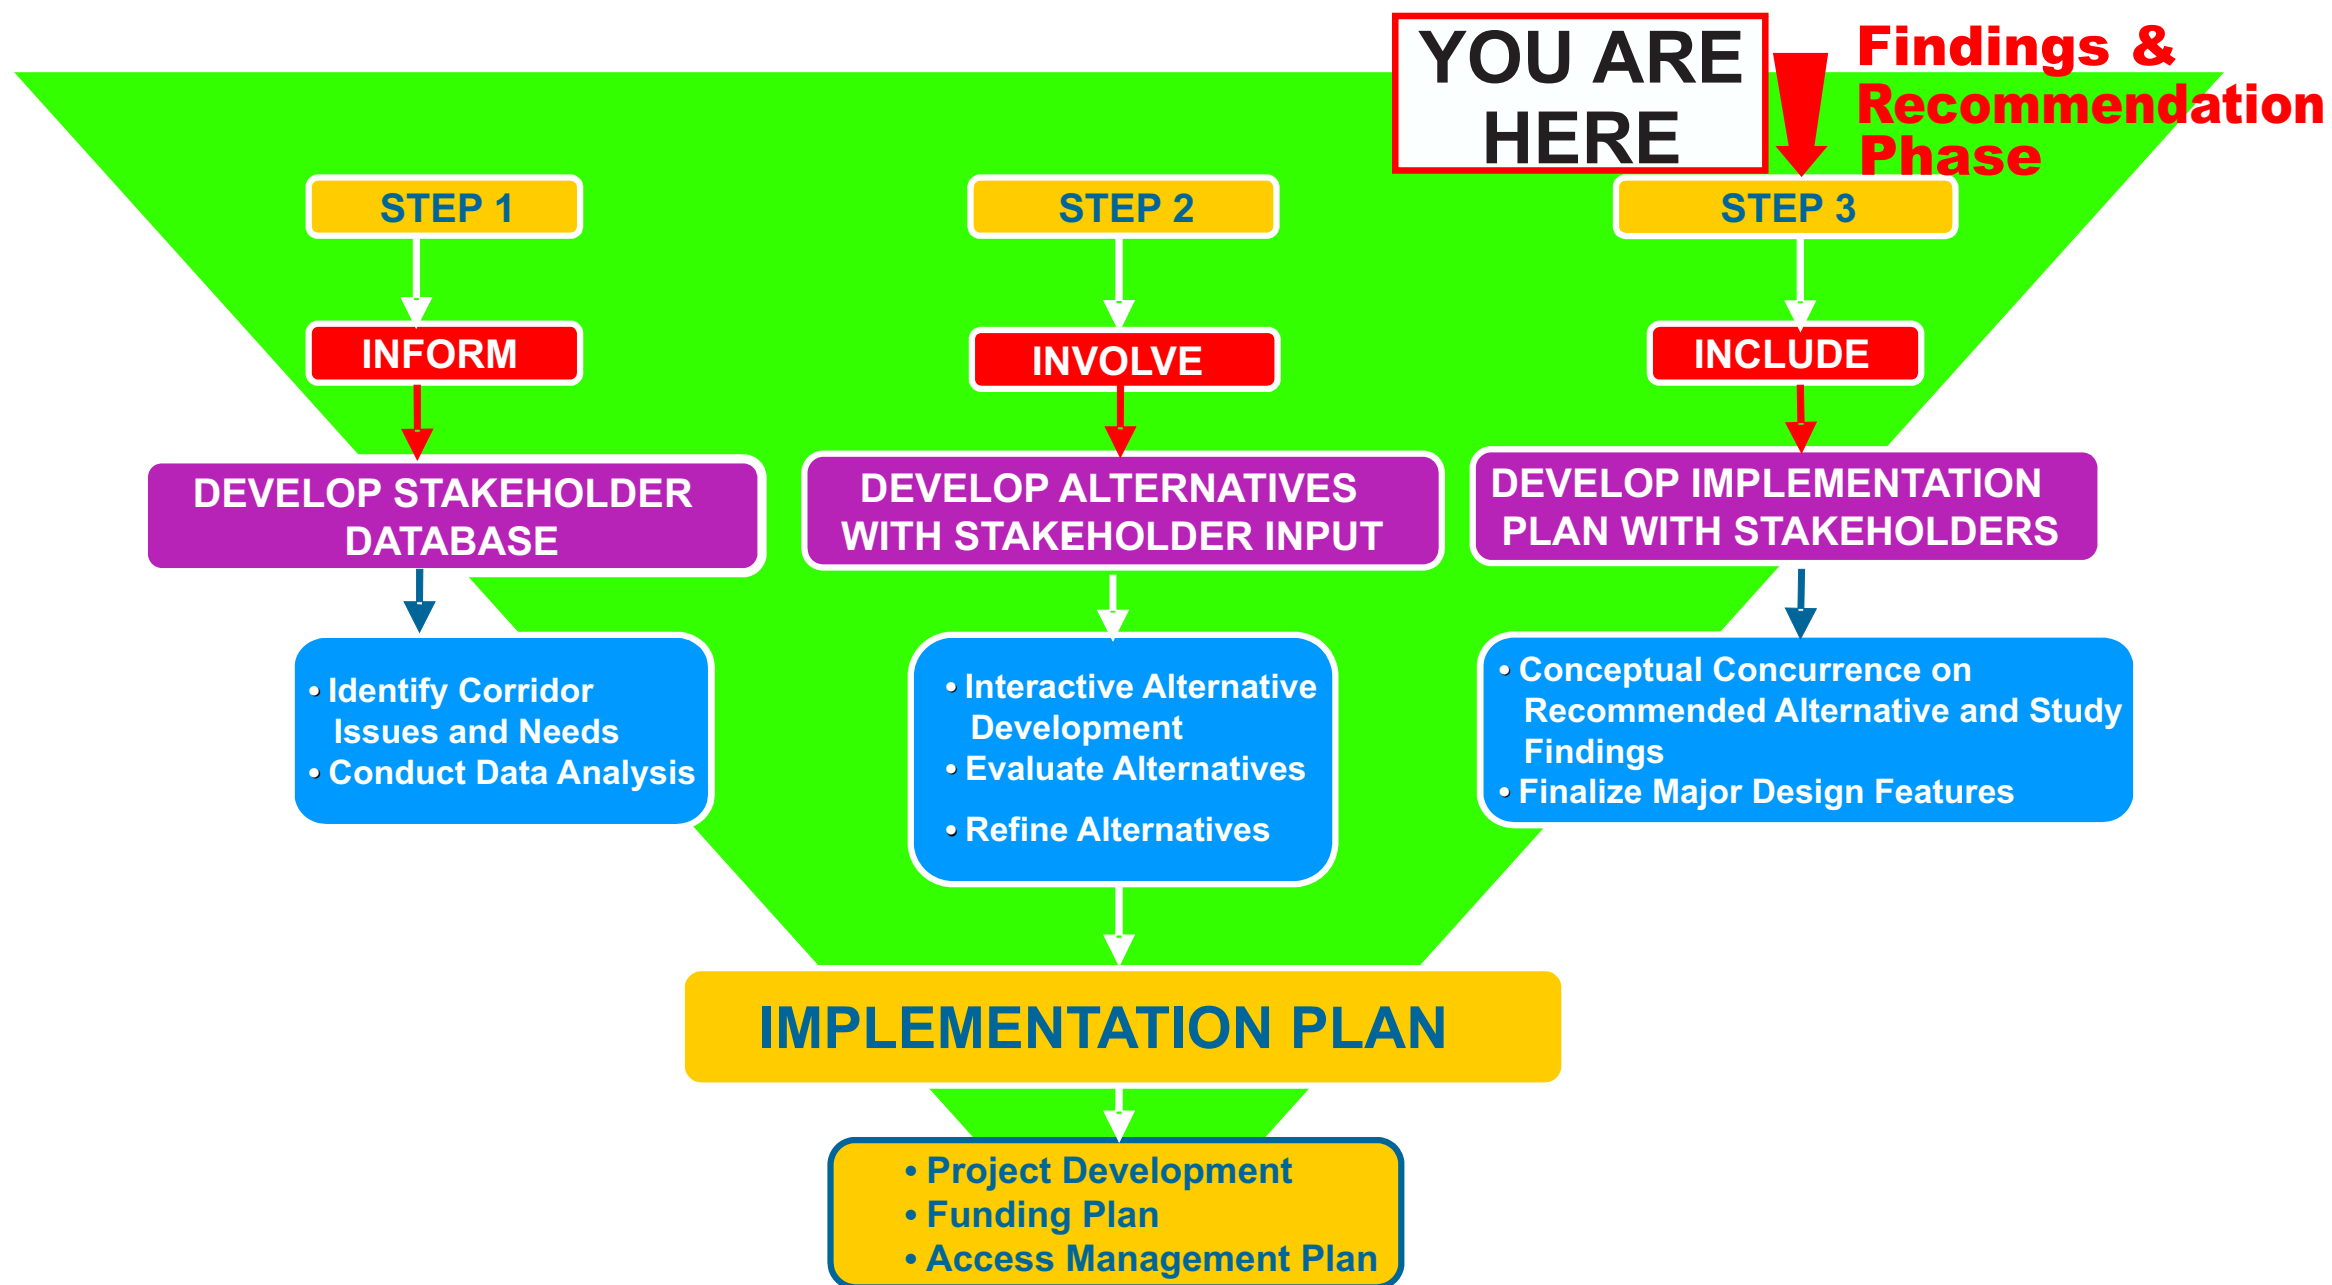 YOU ARE
HERE
Findings &
Recommendation
Phase
STEP 1
STEP 2
STEP 3
INFORM
INVOLVE
INCLUDE
DEVELOP STAKEHOLDER
DATABASE
DEVELOP ALTERNATIVES
WITH STAKEHOLDER INPUT
DEVELOP IMPLEMENTATION
PLAN WITH STAKEHOLDERS
• Identify Corridor
Issues and Needs
• Conduct Data Analysis
• Interactive Alternative
Development
• Evaluate Alternatives
• Refine Alternatives
• Conceptual Concurrence on
Recommended Alternative and Study
Findings
• Finalize Major Design Features
IMPLEMENTATION PLAN
• Project Development
• Funding Plan
• Access Management Plan